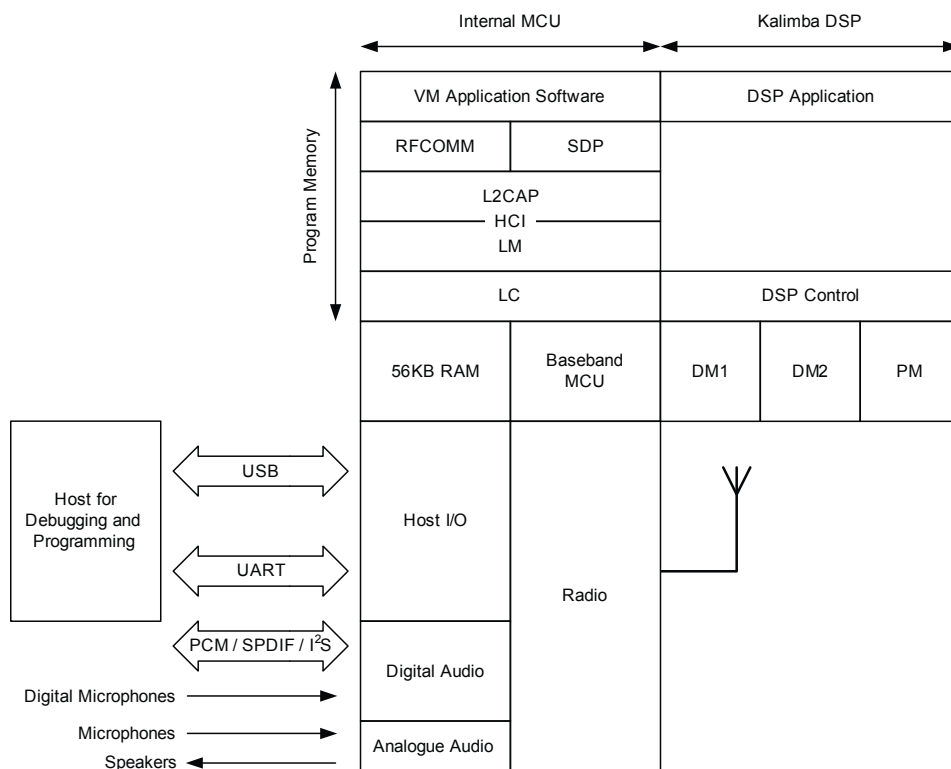 Internal MCU
Kalimba DSP
Program Memory
VM Application Software
DSP Application
RFCOMM
SDP
L2CAP
HCI
LM
LC
DSP Control
56KB RAM
Baseband
MCU
DM1
DM2
PM
Host for
Debugging and
Programming
USB
UART
Host I/O
Radio
PCM / SPDIF / I²S
Digital Audio
Digital Microphones
Microphones
Analogue Audio
Speakers